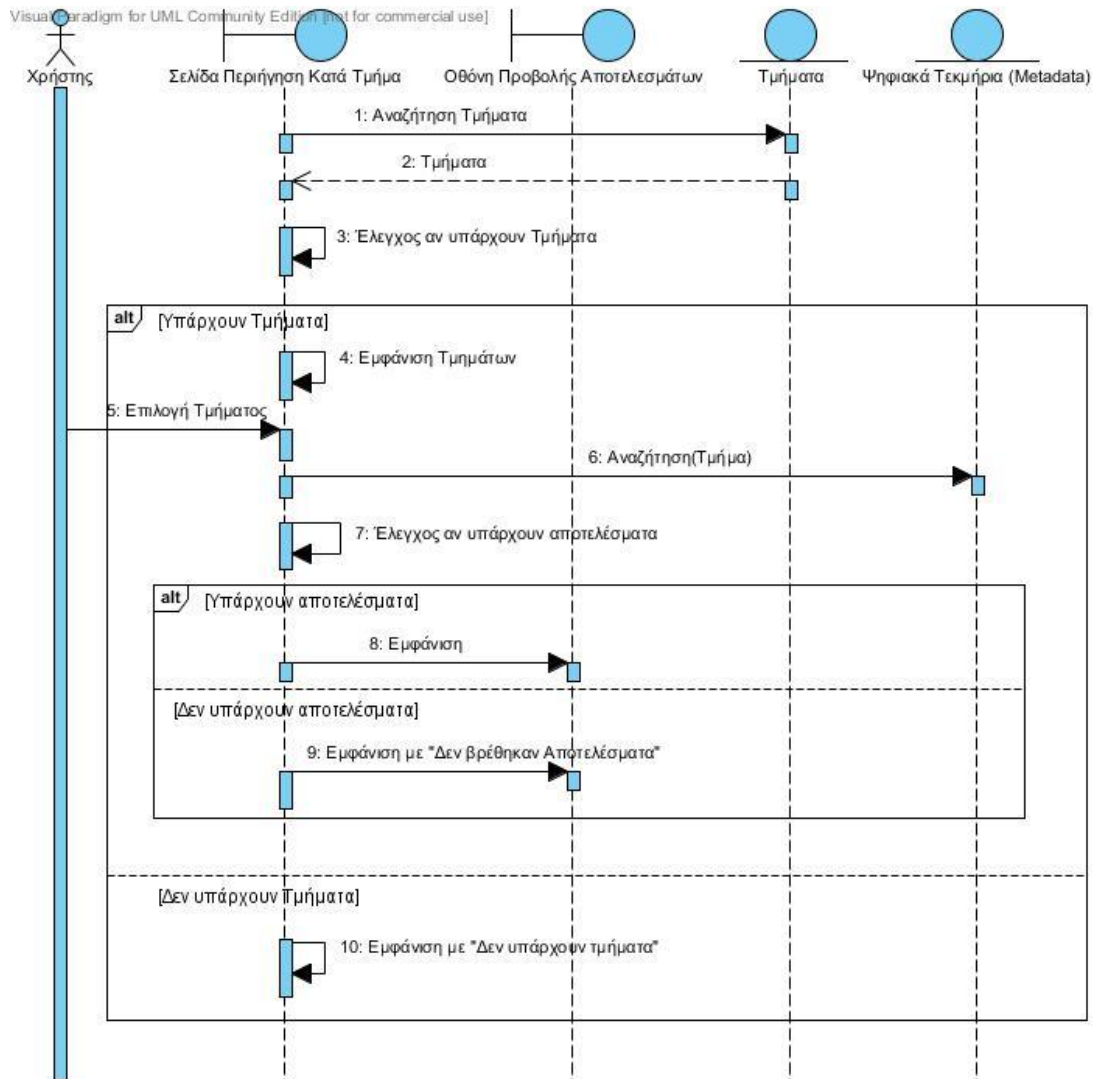 Visual Paradigm for UML Community Edition [not for commercial use]
Χρήστης
Σελίδα Περιήγηση Κατά Τμήμα
Οθόνη Προβολής Αποτελεσμάτων
Τμήματα
Ψηφιακά Τεκμήρια (Metadata)
1: Αναζήτηση Τμήματα
2: Τμήματα
3: Έλεγχος αν υπάρχουν Τμήματα
alt
[Υπάρχουν Τμήματα]
4: Εμφάνιση Τμημάτων
5: Επιλογή Τμήματος
6: Αναζήτηση(Τμήμα)
7: Έλεγχος αν υπάρχουν αποτελέσματα
alt
[Υπάρχουν αποτελέσματα]
8: Εμφάνιση
[Δεν υπάρχουν αποτελέσματα]
9: Εμφάνιση με "Δεν βρέθηκαν Αποτελέσματα"
[Δεν υπάρχουν Τμήματα]
10: Εμφάνιση με "Δεν υπάρχουν τμήματα"